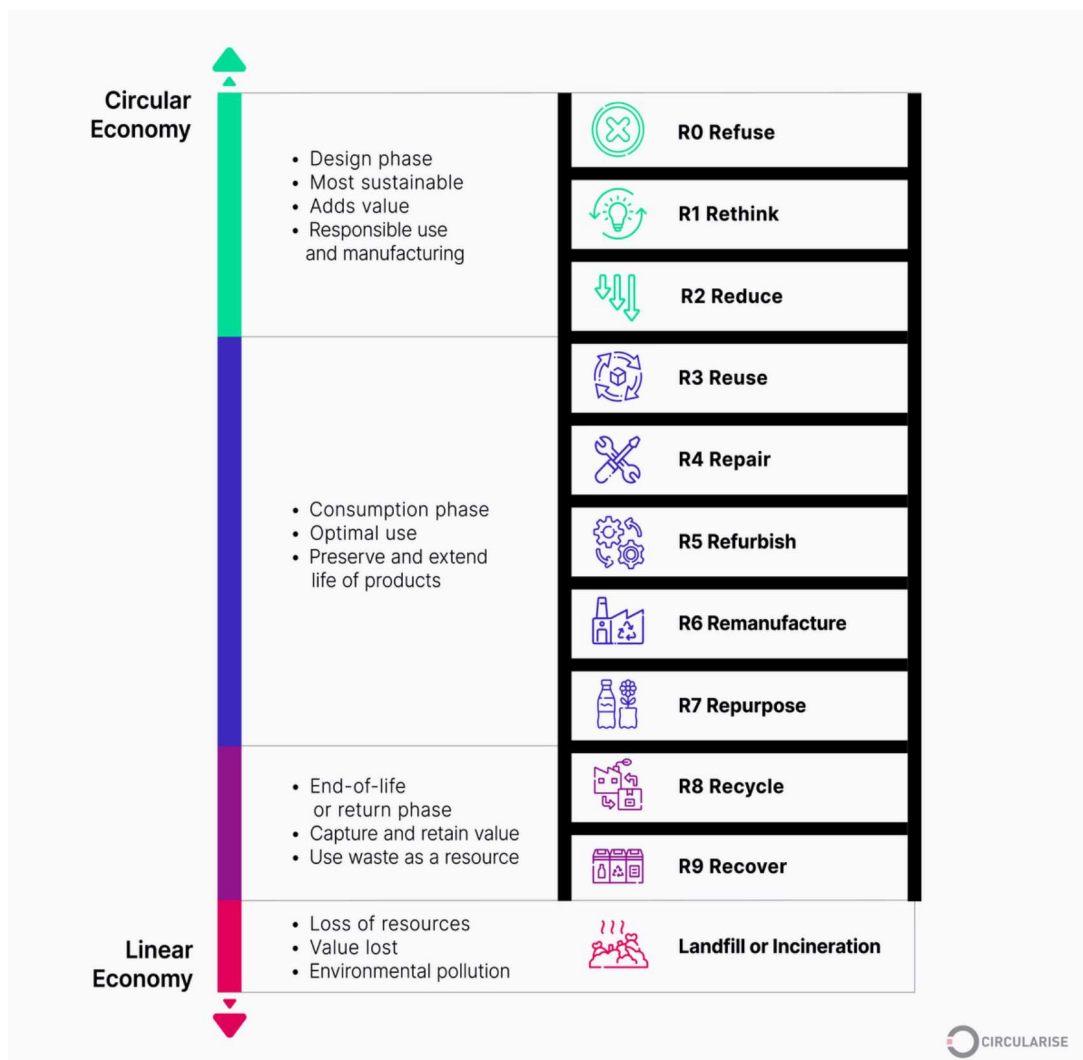 Circular
Economy
• Design phase
• Most sustainable
• Adds value
• Responsible use
and manufacturing
R0 Refuse
R1 Rethink
R2 Reduce
• Consumption phase
• Optimal use
• Preserve and extend
life of products
R3 Reuse
R4 Repair
R5 Refurbish
R6 Remanufacture
R7 Repurpose
• End-of-life
or return phase
• Capture and retain value
• Use waste as a resource
R8 Recycle
R9 Recover
Linear
Economy
• Loss of resources
• Value lost
• Environmental pollution
Landfill or Incineration
CIRCULARISE